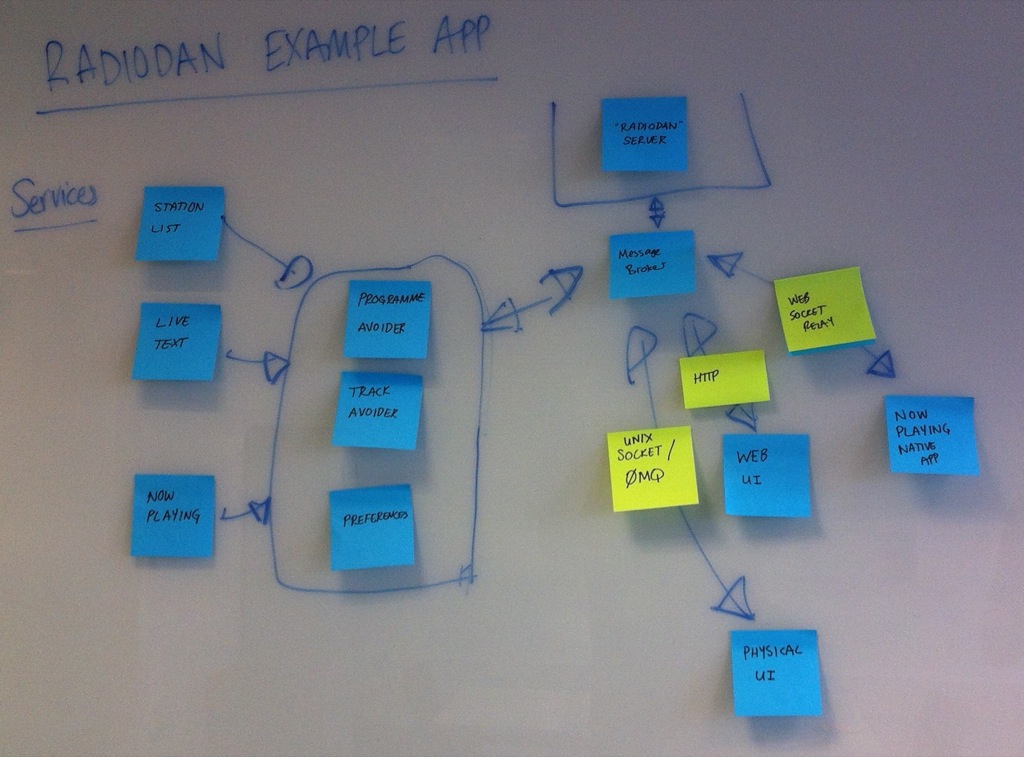 RADIODAN EXAMPLE APP
Services
STATION
LIST
LIVE
TEXT
NOW
PLAYING
PROGRAMME
AVOIDER
TRACK
AVOIDER
PREFERENCES
"RADIODAN"
SERVER
Message
Broker
WEB
SOCKET
RELAY
HTTP
UNIX
SOCKET /
ØMQ
WEB
UI
NOW
PLAYING
NATIVE
APP
PHYSICAL
UI